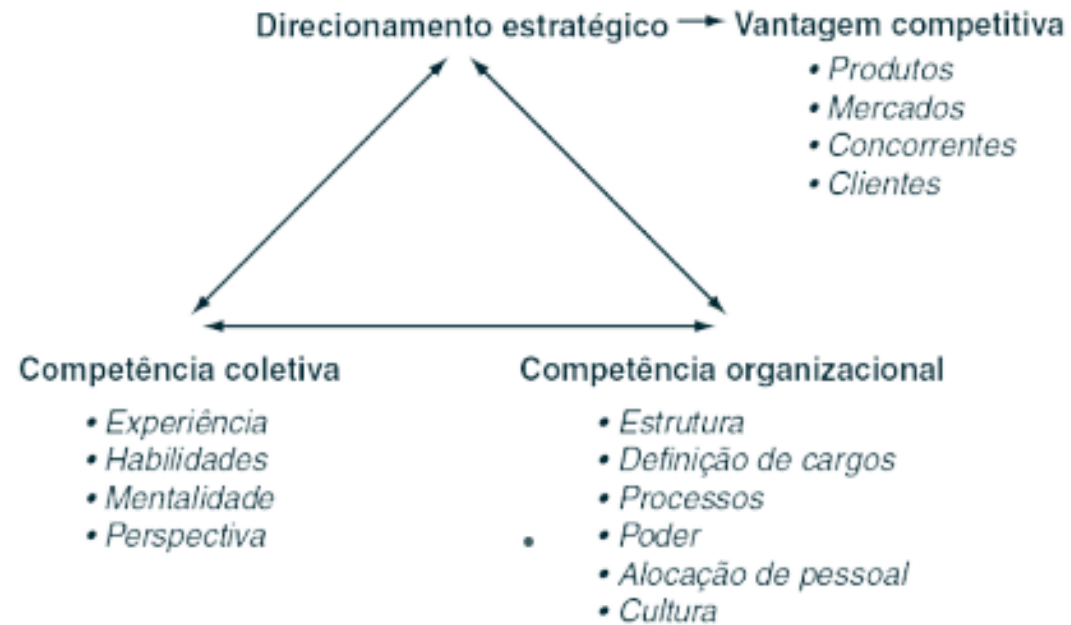 Direcionamento estratégico → Vantagem competitiva
• Produtos
• Mercados
• Concorrentes
• Clientes
Competência coletiva
• Experiência
• Habilidades
• Mentalidade
• Perspectiva
Competência organizacional
• Estrutura
• Definição de cargos
• Processos
• Poder
• Alocação de pessoal
• Cultura